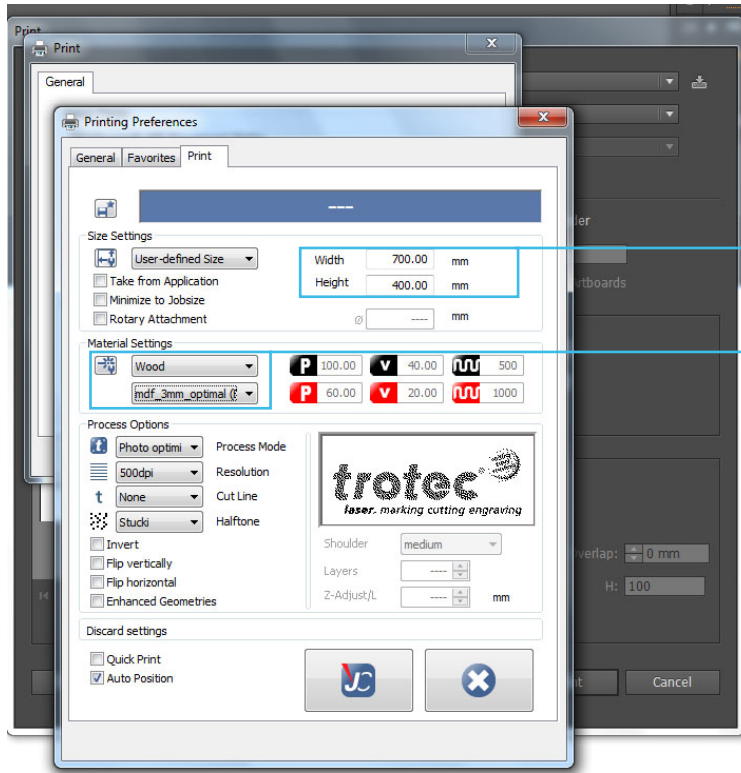 Print
Print
General
Printing Preferences
General Favorites Print
---
Size Settings
User-defined Size
Width 700.00 mm
Take from Application
Height 400.00 mm
Minimize to Jobsize
Rotary Attachment
Ø ---- mm
Material Settings
Wood
P 100.00 V 40.00 500
mdf_3mm_optimal (
P 60.00 V 20.00 1000
Process Options
Photo optimi Process Mode
500dpi Resolution
t None Cut Line
Stucki Halftone
trotec
laser. marking cutting engraving
Invert
Flip vertically
Flip horizontal
Enhanced Geometries
Shoulder medium
Layers ----
Z-Adjust/L ---- mm
Discard settings
Quick Print
Auto Position
JC
der
rtboards
verlap: 0 mm
H: 100
nt
Cancel